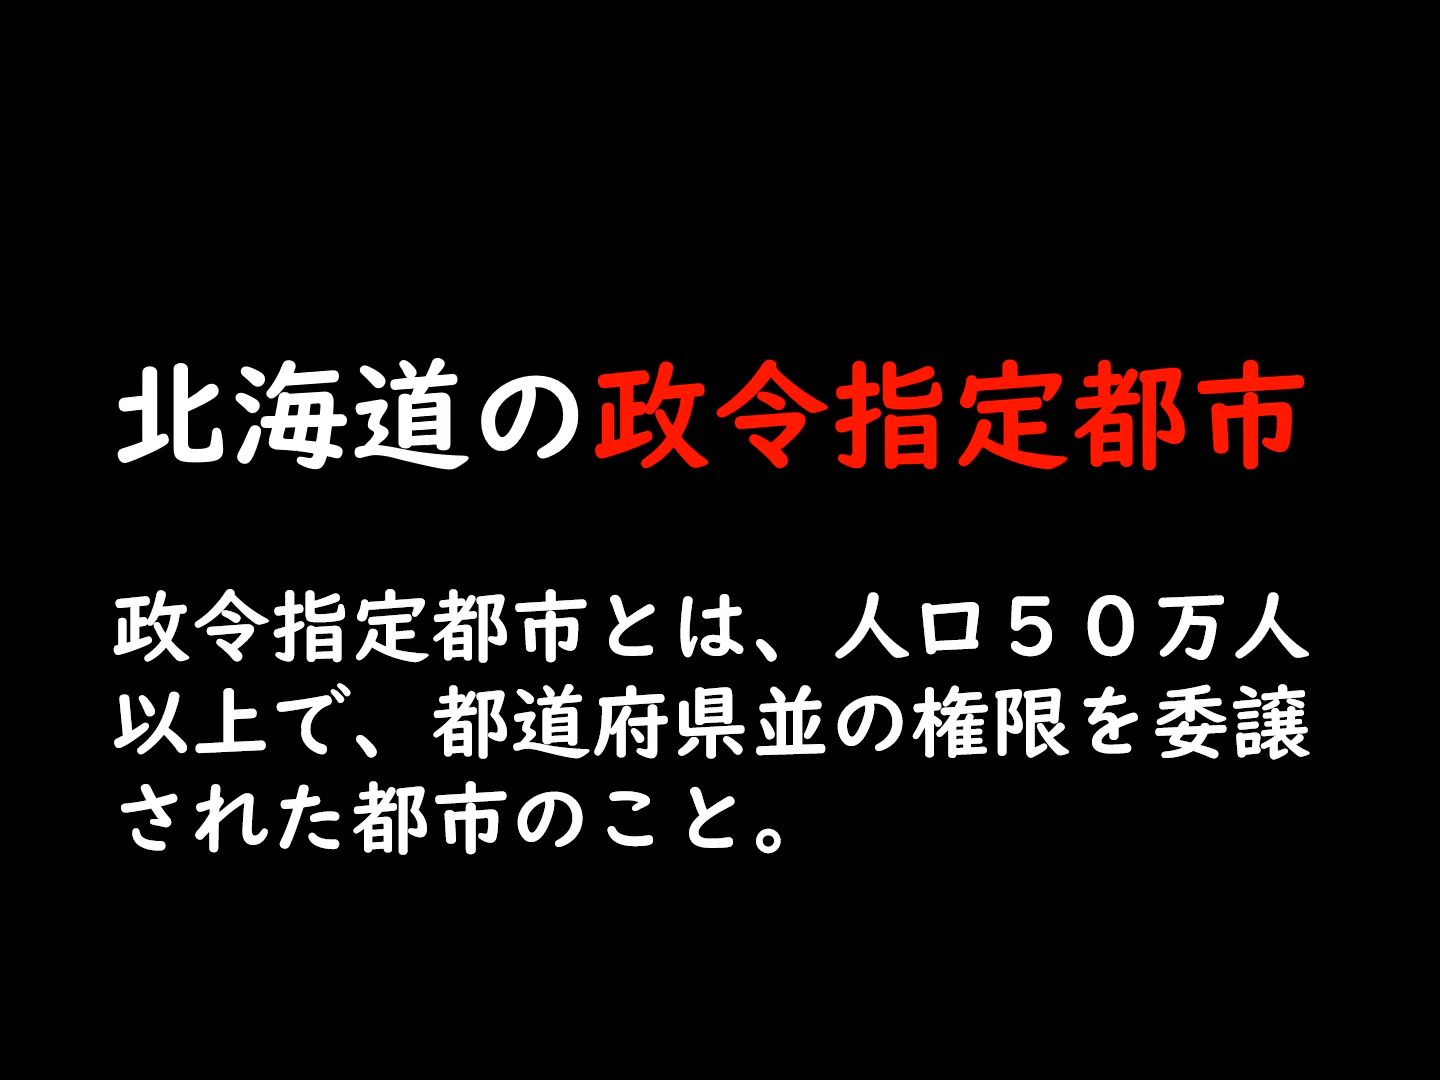 北海道の政令指定都市
政令指定都市とは、人口５０万人
以上で、都道府県並の権限を委譲
された都市のこと。